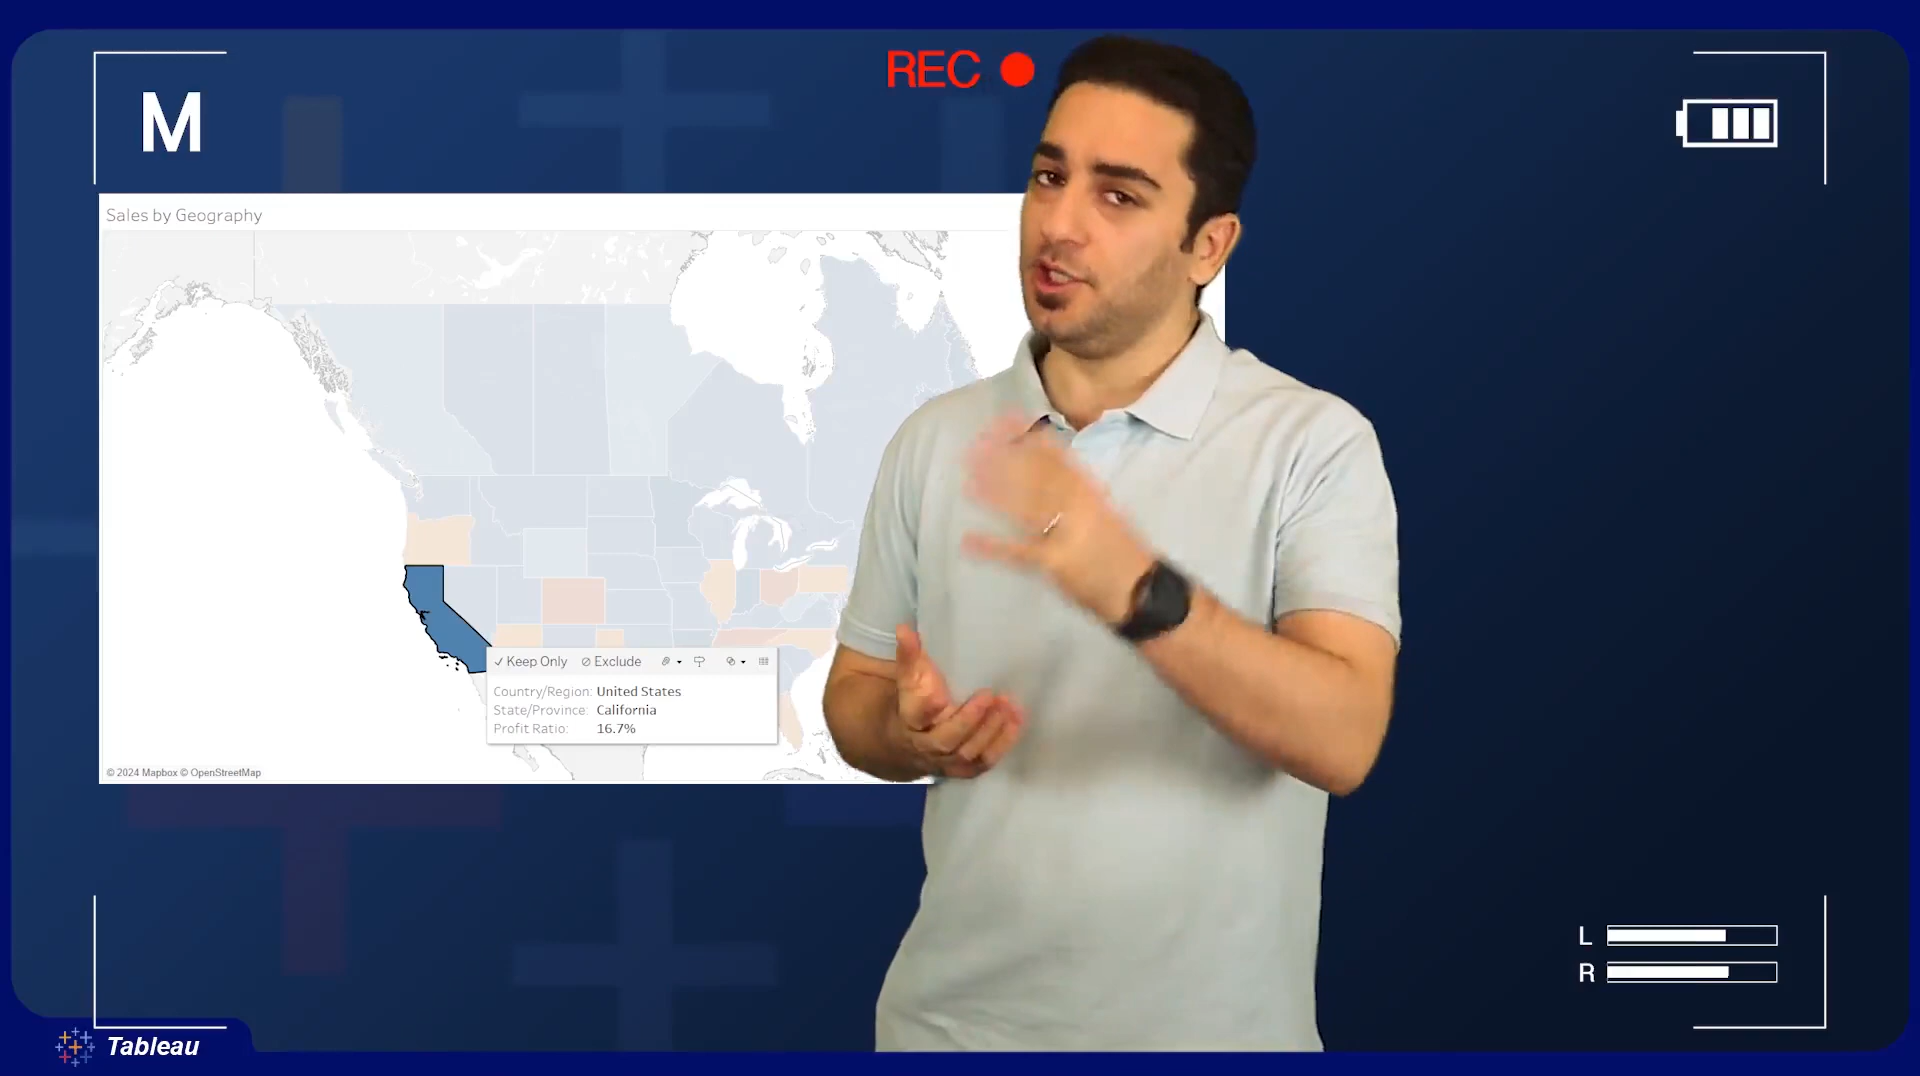 REC
M
Sales by Geography
Keep Only Exclude
Country/Region: United States
State/Province: California
Profit Ratio: 16.7%
© 2024 Mapbox © OpenStreetMap
L
R
Tableau